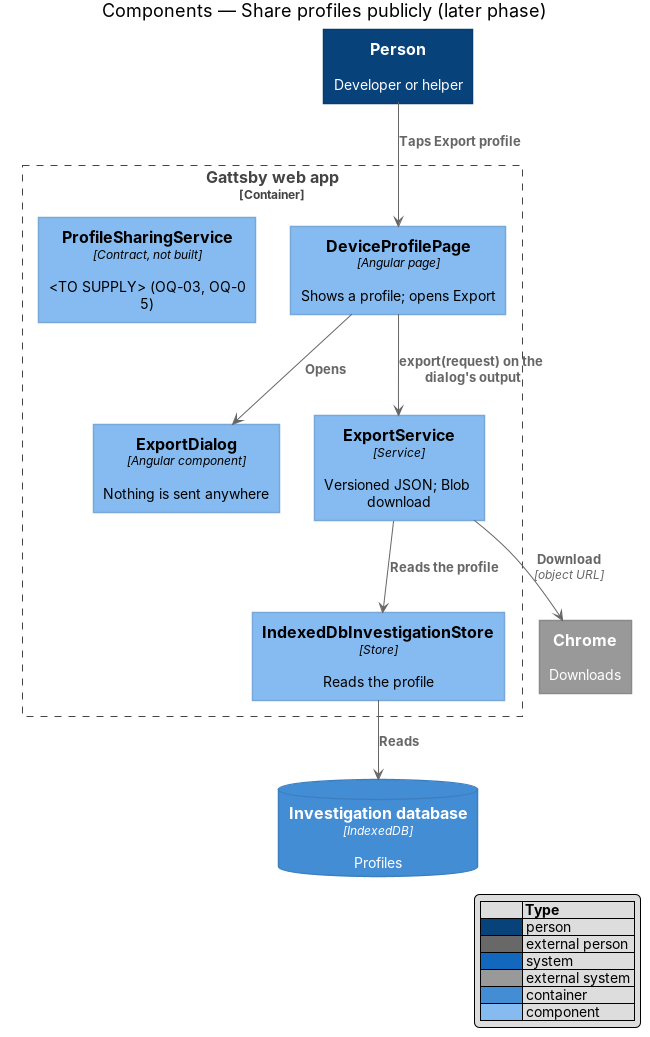 Components — Share profiles publicly (later phase)
Person
Developer or helper
Taps Export profile
Gattsby web app
[Container]
ProfileSharingService
[Contract, not built]
<TO SUPPLY> (OQ-03, OQ-0
5)
DeviceProfilePage
[Angular page]
Shows a profile; opens Export
Opens
export(request) on the
dialog's output
ExportDialog
[Angular component]
Nothing is sent anywhere
ExportService
[Service]
Versioned JSON; Blob
download
Reads the profile
Download
[object URL]
IndexedDbInvestigationStore
[Store]
Reads the profile
Chrome
Downloads
Reads
Investigation database
[IndexedDB]
Profiles
Type
person
external person
system
external system
container
component